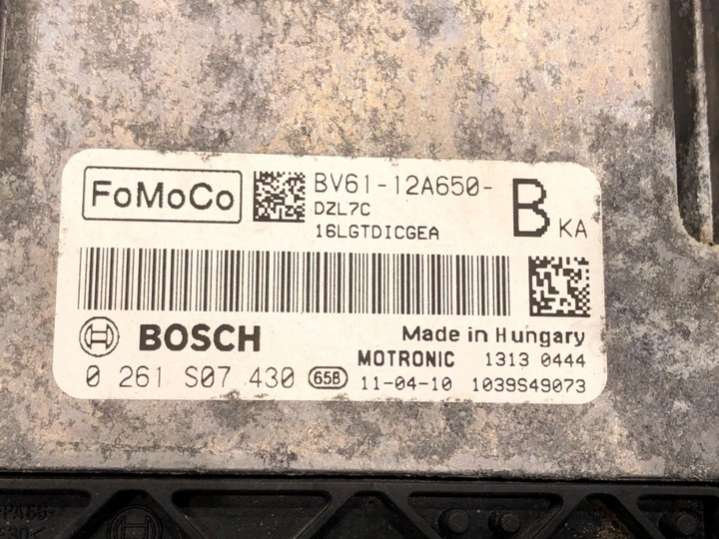 FoMoCo
BV61-12A650-
B
KA
DZL7C
16LGTDICGEA
BOSCH
Made in Hungary
MOTRONIC 1313 0444
0 261 S07 430 65B 11-04-10 1039S49073